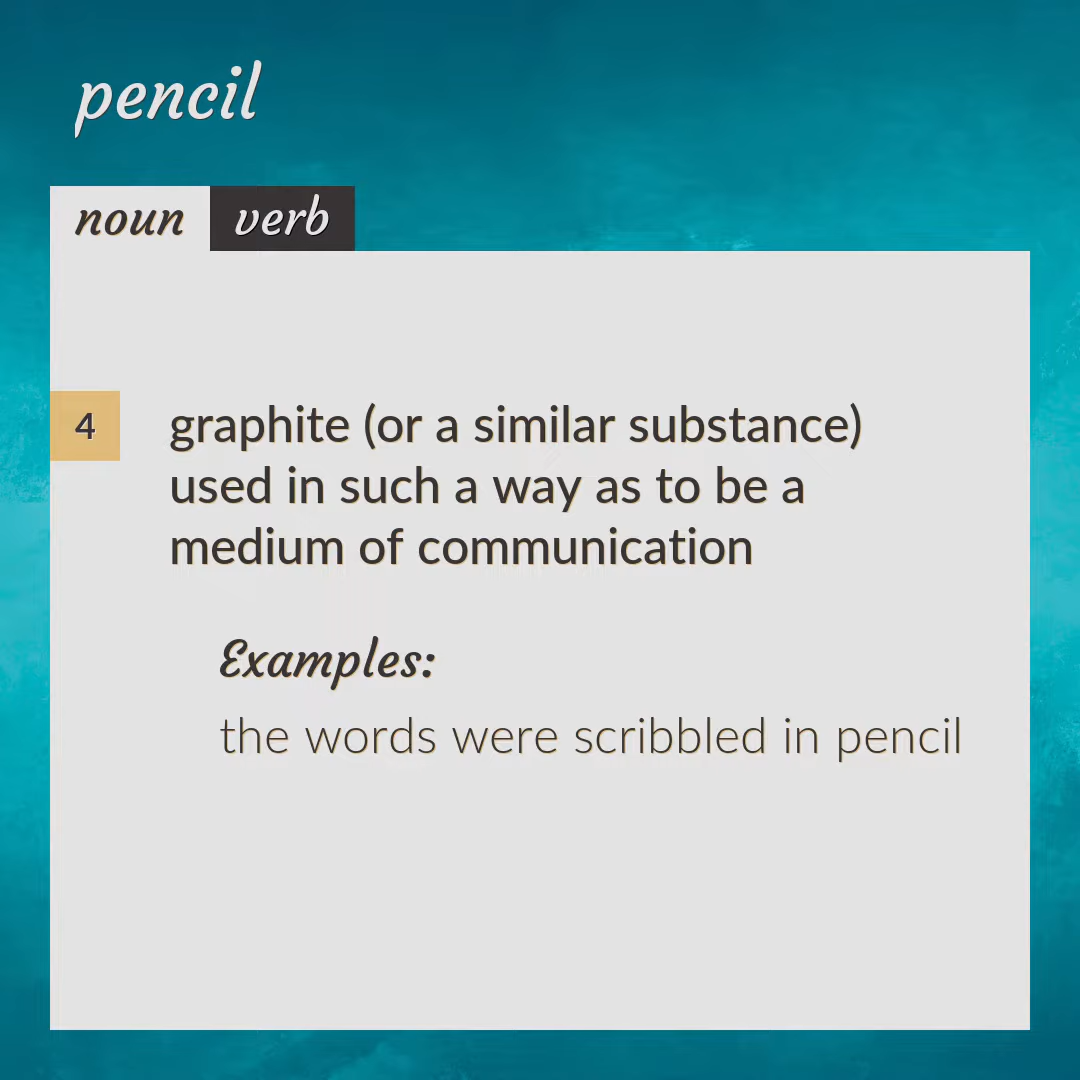 pencil
noun verb
4 graphite (or a similar substance)
used in such a way as to be a
medium of communication
Examples:
the words were scribbled in pencil